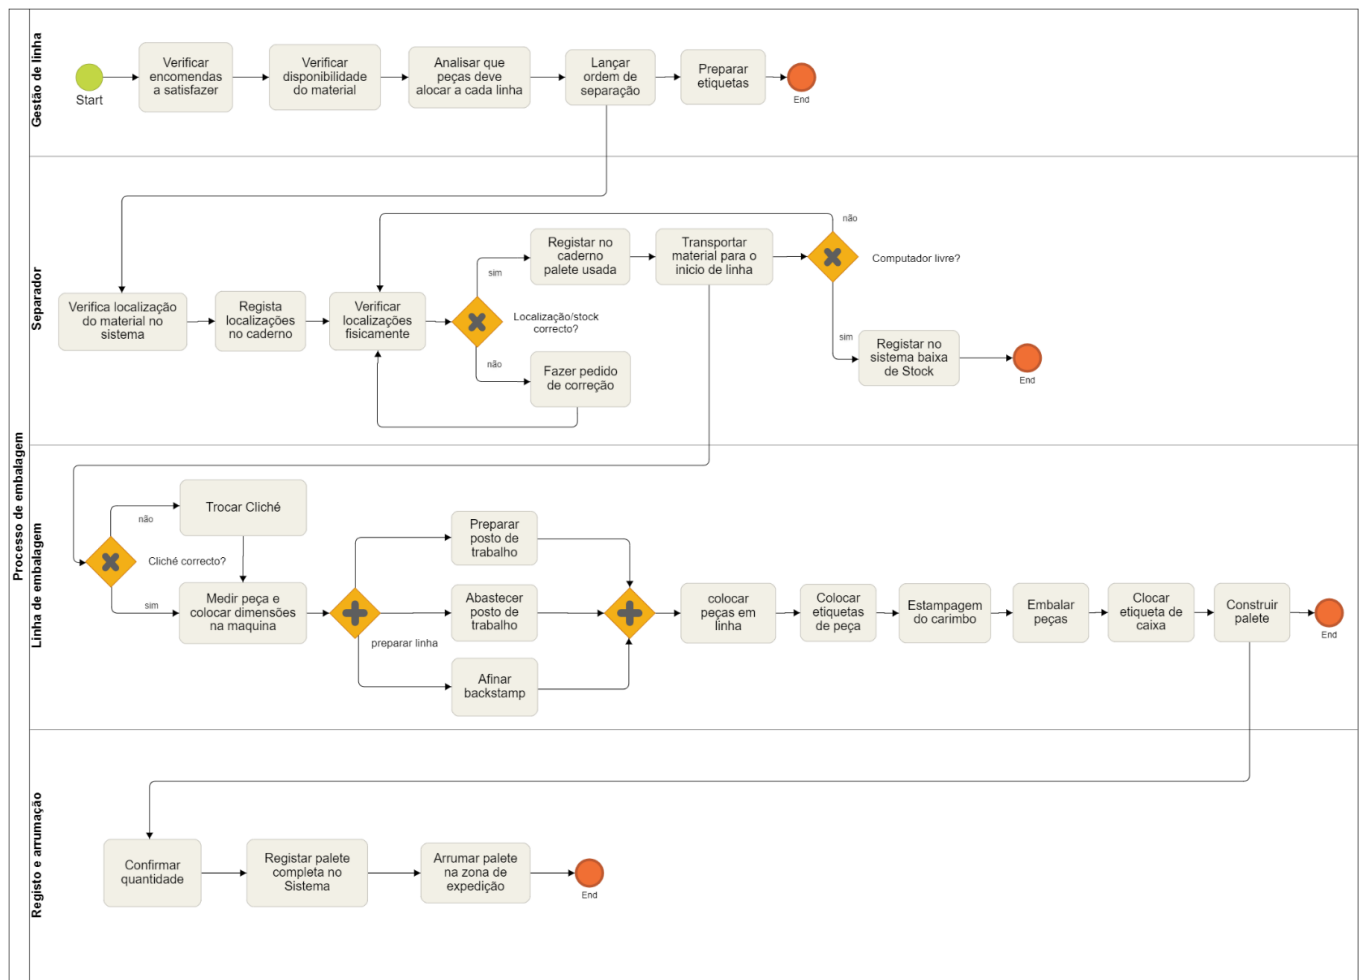 Processo de embalagem
Gestão de linha
Start
Verificar
encomendas
a satisfazer
Verificar
disponibilidade
do material
Analisar que
peças deve
alocar a cada linha
Lançar
ordem de
separação
Preparar
etiquetas
End
Separador
Verifica localização
do material no
sistema
Regista
localizações
no caderno
Verificar
localizações
fisicamente
sim
não
Localização/stock
correcto?
Registar no
caderno
palete usada
Fazer pedido
de correção
Transportar
material para o
inicio de linha
não
Computador livre?
sim
Registar no
sistema baixa
de Stock
End
Linha de embalagem
não
Cliché correcto?
sim
Trocar Cliché
Medir peça e
colocar dimensões
na maquina
preparar linha
Preparar
posto de
trabalho
Abastecer
posto de
trabalho
Afinar
backstamp
colocar
peças em
linha
Colocar
etiquetas
de peça
Estampagem
do carimbo
Embalar
peças
Clocar
etiqueta de
caixa
Construir
palete
End
Registo e arrumação
Confirmar
quantidade
Registar palete
completa no
Sistema
Arrumar palete
na zona de
expedição
End